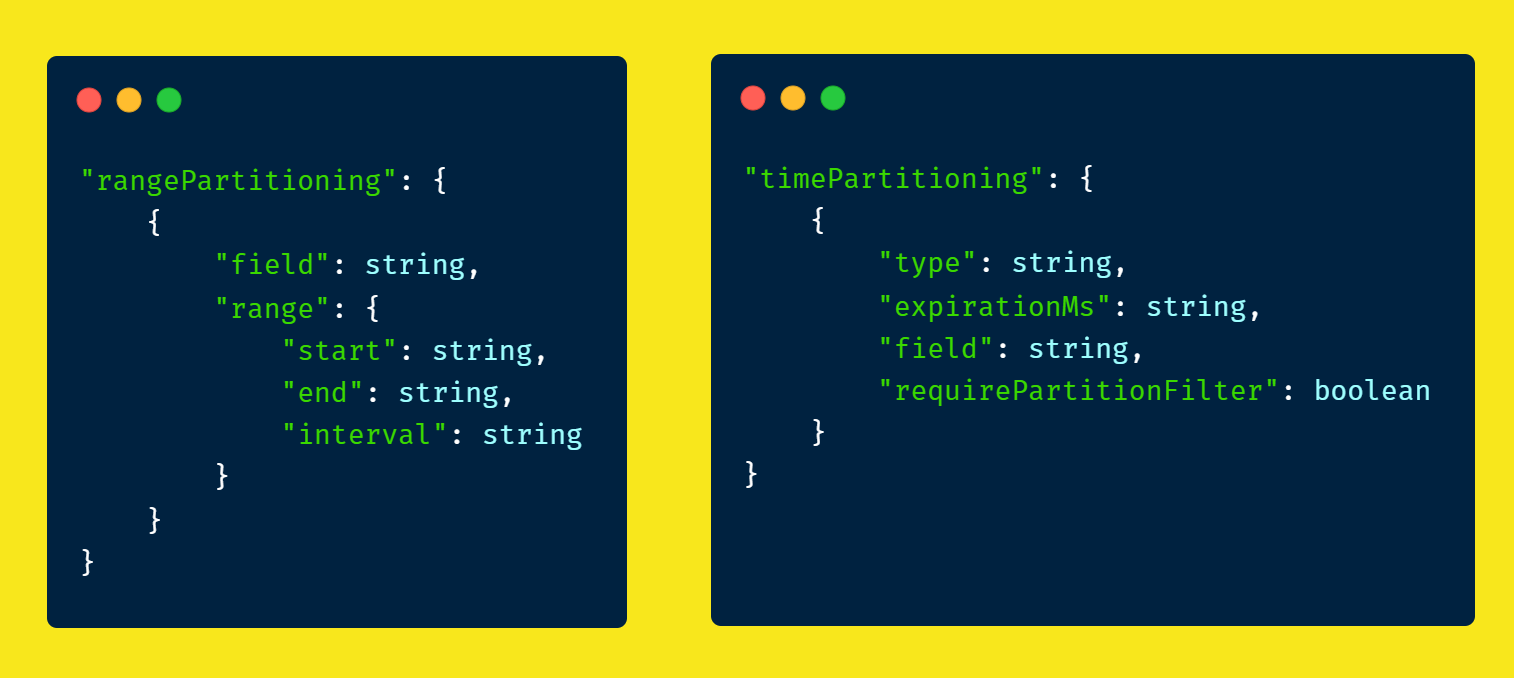 "rangePartitioning": {
    {
        "field": string,
        "range": {
            "start": string,
            "end": string,
            "interval": string
        }
    }
}
"timePartitioning": {
    {
        "type": string,
        "expirationMs": string,
        "field": string,
        "requirePartitionFilter": boolean
    }
}